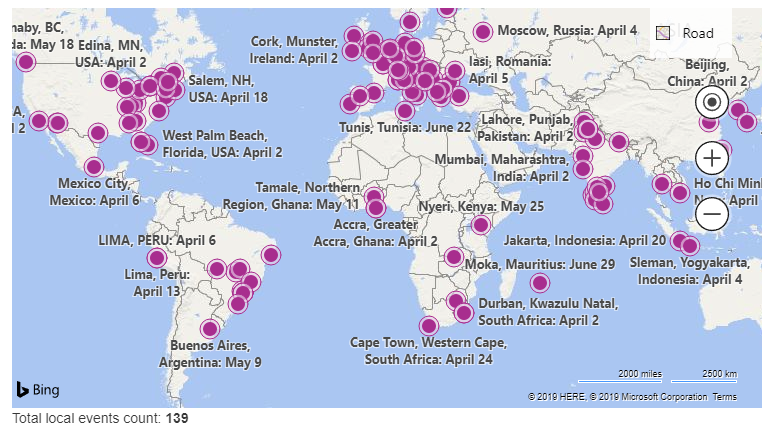 naby, BC,
da: May 18
Edina, MN,
USA: April 2
Cork, Munster,
Ireland: April 2
Moscow, Russia: April 4
Road
Iasi, Romania:
April 5
Beijing,
China: April 2
Salem, NH,
USA: April 18
A,
l 2
West Palm Beach,
Florida, USA: April 2
Tunis, Tunisia: June 22
Lahore, Punjab,
Pakistan: April 2
Mumbai, Maharashtra,
India: April 2
Mexico City,
Mexico: April 6
Tamale, Northern
Region, Ghana: May 11
Nyeri, Kenya: May 25
Ho Chi Min
Accra, Greater
Accra, Ghana: April 2
LIMA, PERU: April 6
Jakarta, Indonesia: April 20
Lima, Peru:
April 13
Moka, Mauritius: June 29
Sleman, Yogyakarta,
Indonesia: April 4
Durban, Kwazulu Natal,
South Africa: April 2
Buenos Aires,
Argentina: May 9
Cape Town, Western Cape,
South Africa: April 24
2000 miles
2500 km
Bing
© 2019 HERE, © 2019 Microsoft Corporation Terms
Total local events count: 139